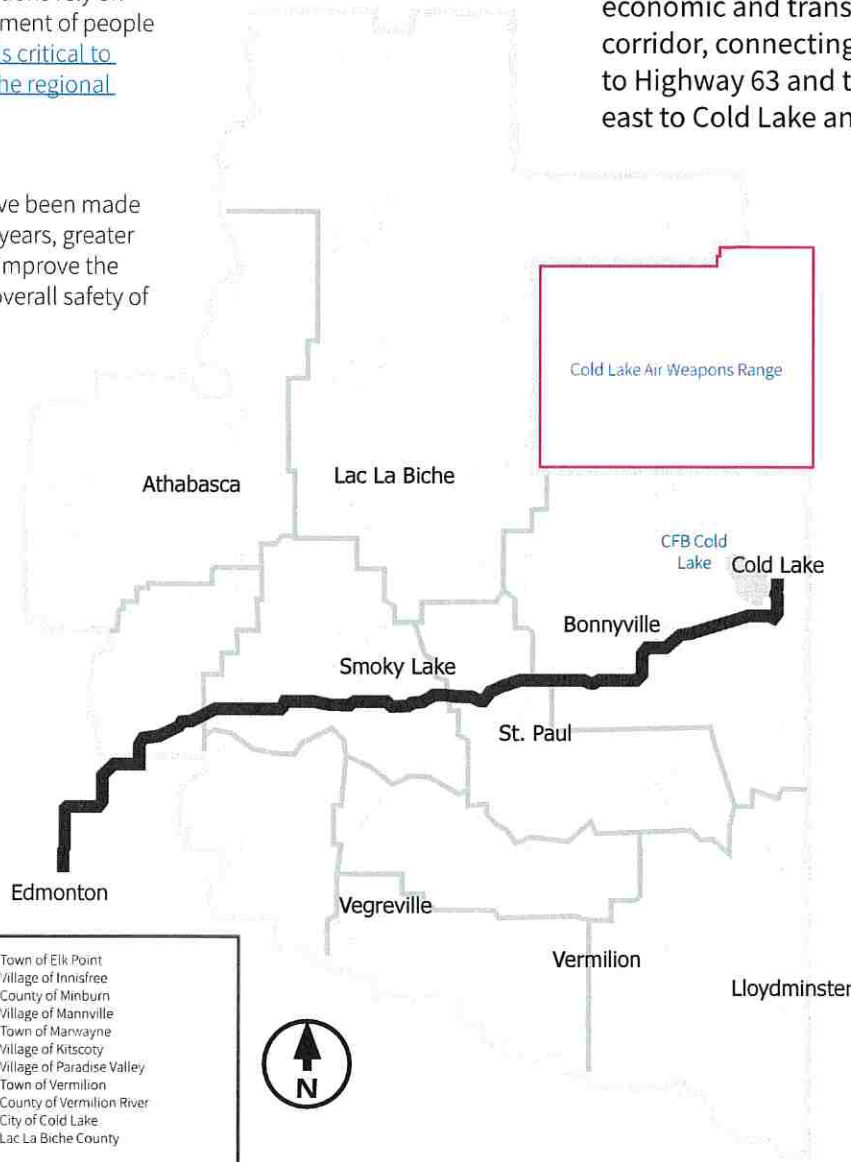 ment of people
s critical to
he regional
economic and trans
corridor, connecting
to Highway 63 and t
east to Cold Lake an
ve been made
years, greater
improve the
overall safety of
Cold Lake Air Weapons Range
Athabasca
Lac La Biche
CFB Cold
Lake
Cold Lake
Bonnyville
Smoky Lake
St. Paul
Edmonton
Vegreville
Vermilion
Lloydminster
Town of Elk Point
Village of Innisfree
County of Minburn
Village of Mannville
Town of Marwayne
Village of Kitscoty
Village of Paradise Valley
Town of Vermilion
County of Vermilion River
City of Cold Lake
Lac La Biche County
N